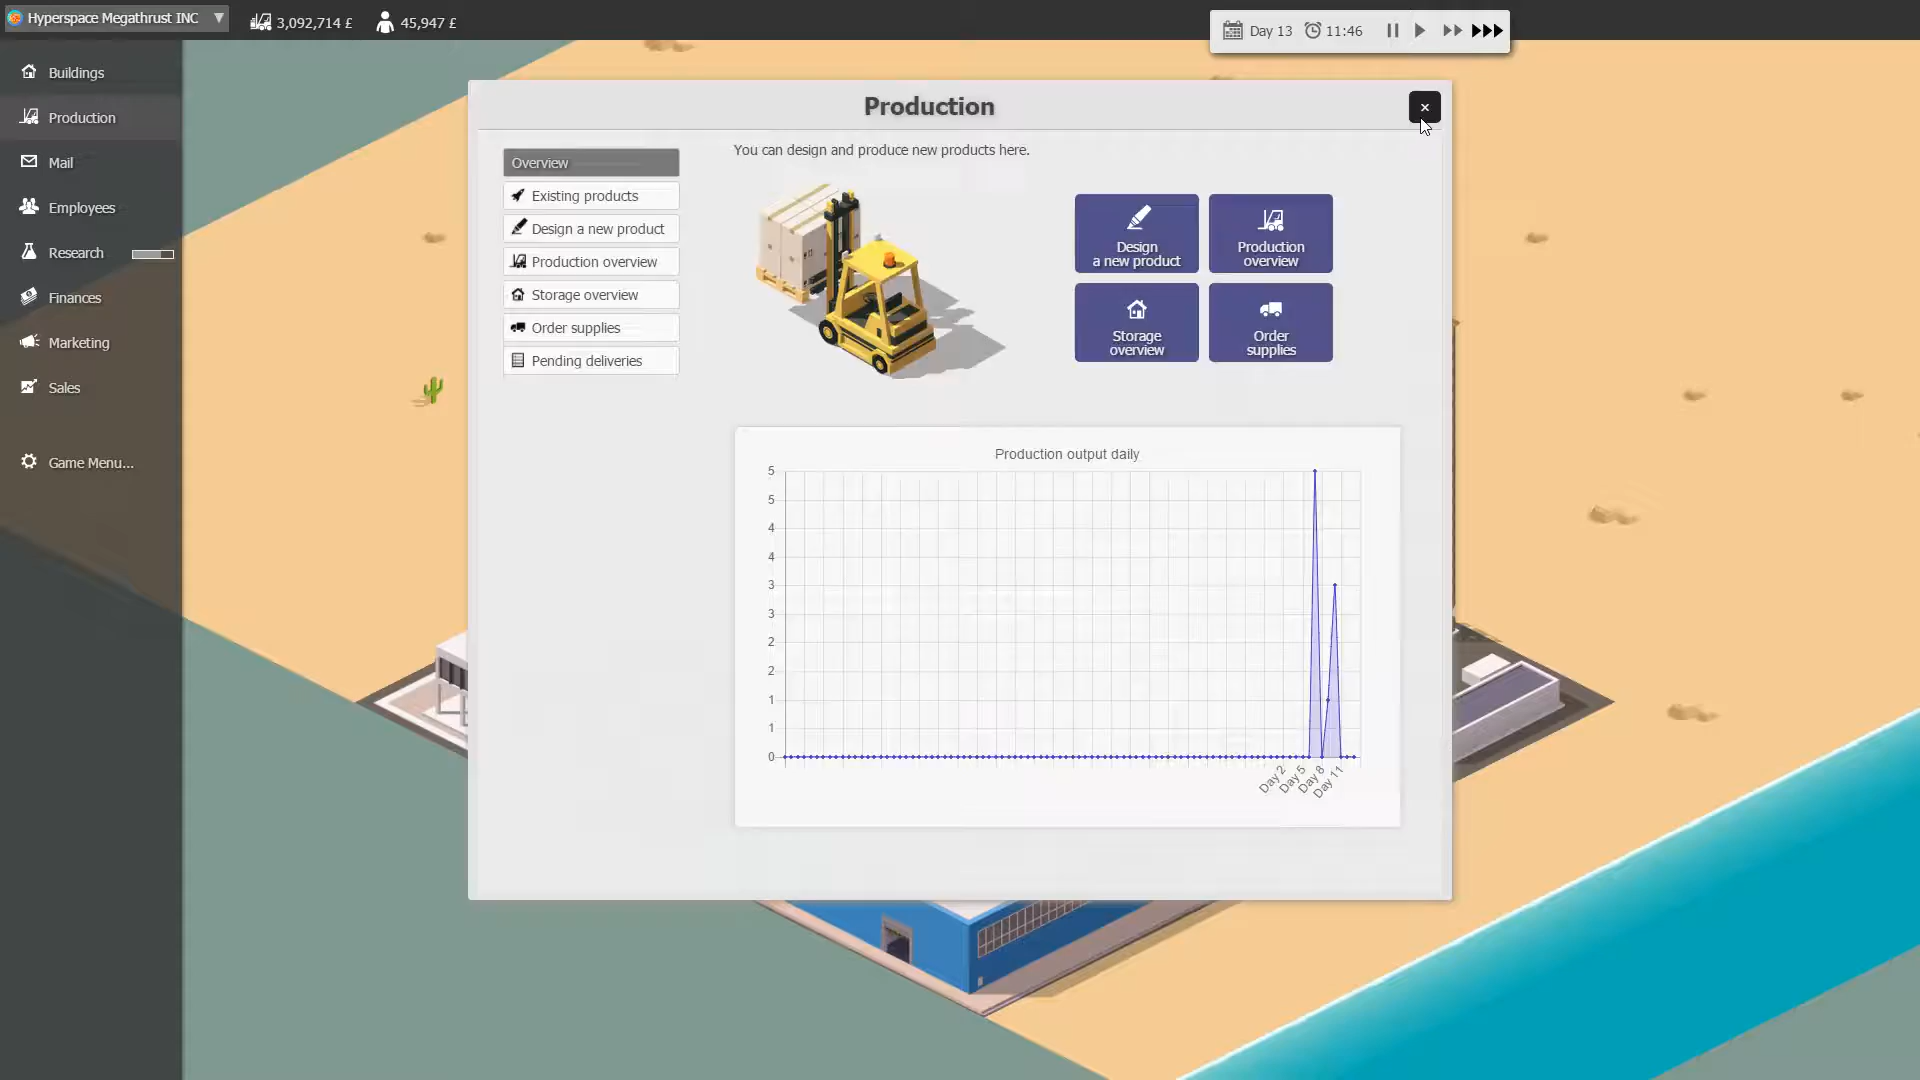 Hyperspace Megathrust INC
3,092,714 £
45,947 £
Day 13
11:46
Buildings
Production
Mail
Employees
Research
Finances
Marketing
Sales
Game Menu...
Production
×
Overview
Existing products
Design a new product
Production overview
Storage overview
Order supplies
Pending deliveries
You can design and produce new products here.
Design
a new product
Production
overview
Storage
overview
Order
supplies
Production output daily
5
5
4
4
3
3
2
2
1
1
0
Day 2
Day 5
Day 8
Day 11